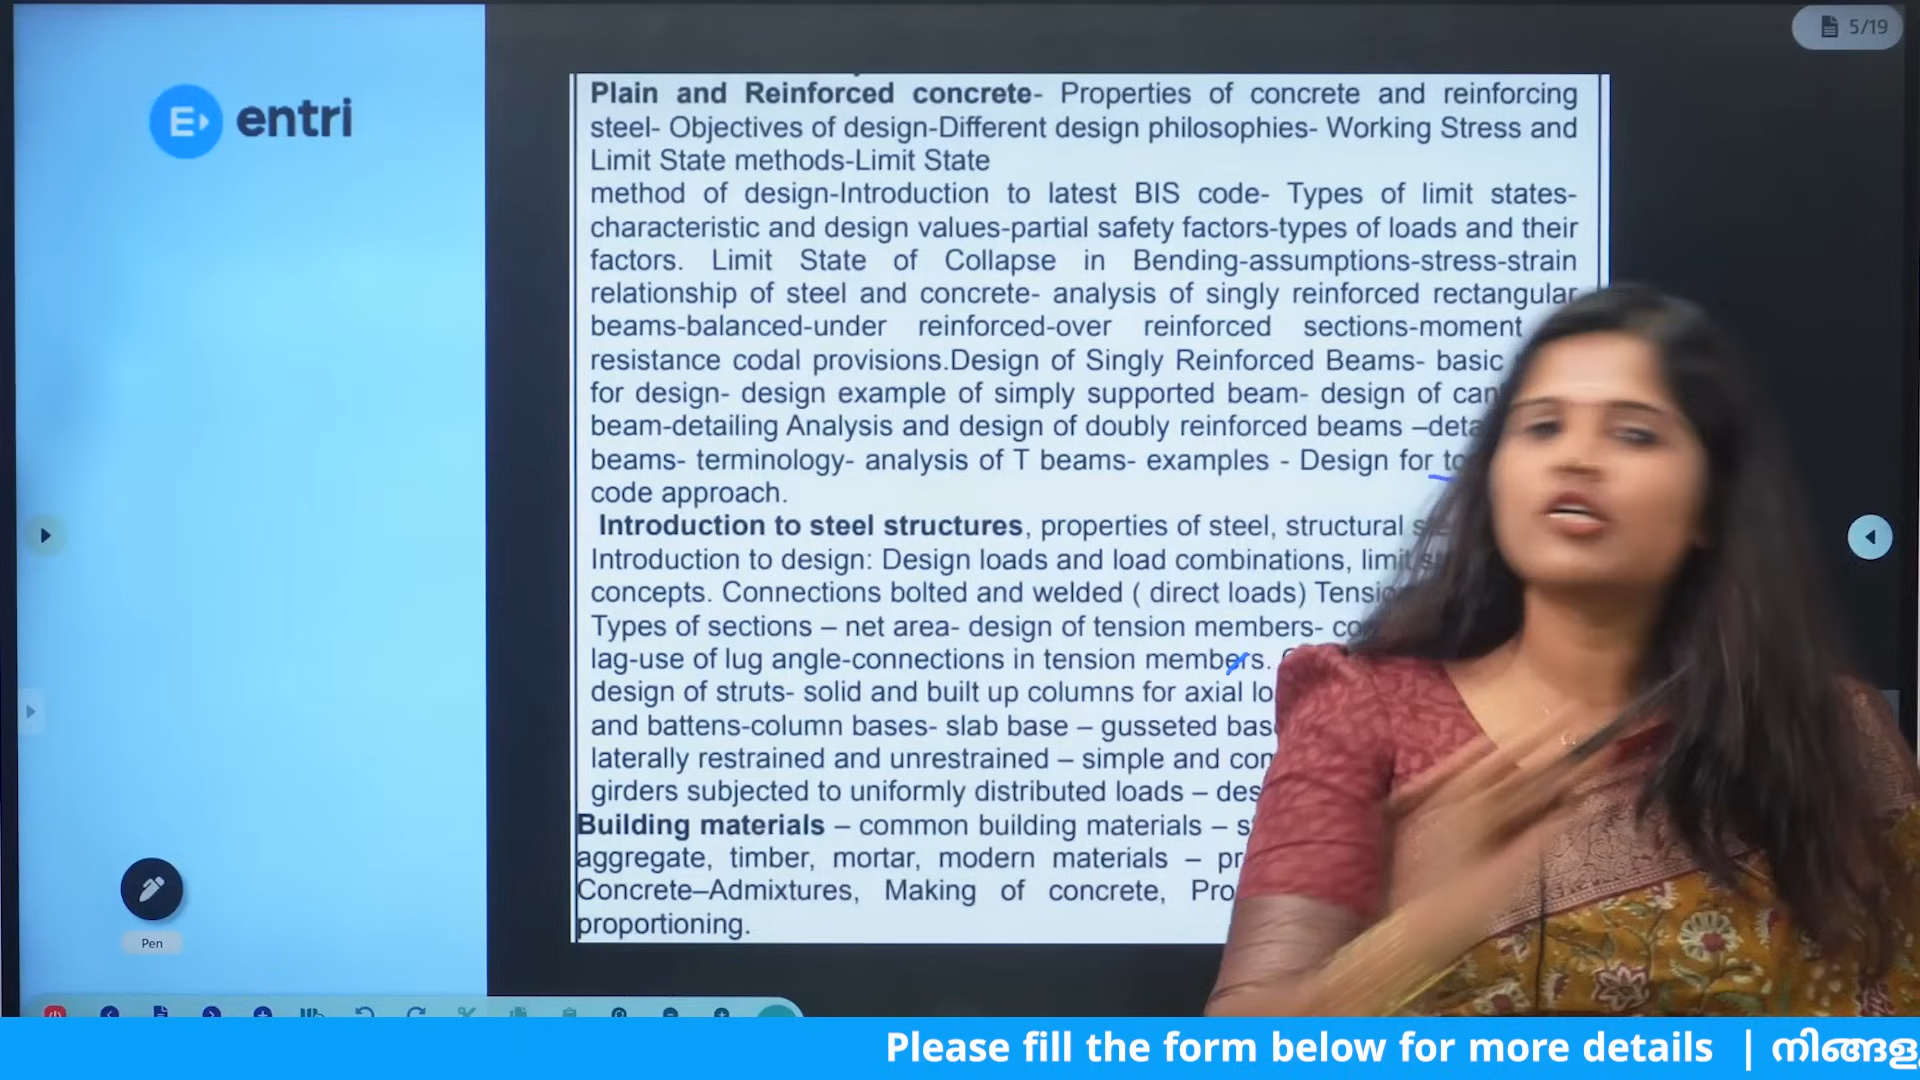 5/19
E
entri
Plain and Reinforced concrete- Properties of concrete and reinforcing
steel- Objectives of design-Different design philosophies- Working Stress and
Limit State methods-Limit State
method of design-Introduction to latest BIS code- Types of limit states-
characteristic and design values-partial safety factors-types of loads and their
factors. Limit State of Collapse in Bending-assumptions-stress-strain
relationship of steel and concrete- analysis of singly reinforced rectangular
beams-balanced-under reinforced-over reinforced sections-moment
resistance codal provisions.Design of Singly Reinforced Beams- basic
for design- design example of simply supported beam- design of
beam-detailing Analysis and design of doubly reinforced beams
beams- terminology- analysis of T beams- examples - Design for
code approach.
Introduction to steel structures, properties of steel, structural
Introduction to design: Design loads and load combinations,
concepts. Connections bolted and welded ( direct loads)
Types of sections – net area- design of tension members-
lag-use of lug angle-connections in tension members.
design of struts- solid and built up columns for axial
and battens-column bases- slab base – gusseted
laterally restrained and unrestrained – simple and
girders subjected to uniformly distributed loads –
Building materials – common building materials –
aggregate, timber, mortar, modern materials –
Concrete–Admixtures, Making of concrete,
proportioning.
Pen
Please fill the form below for more details |